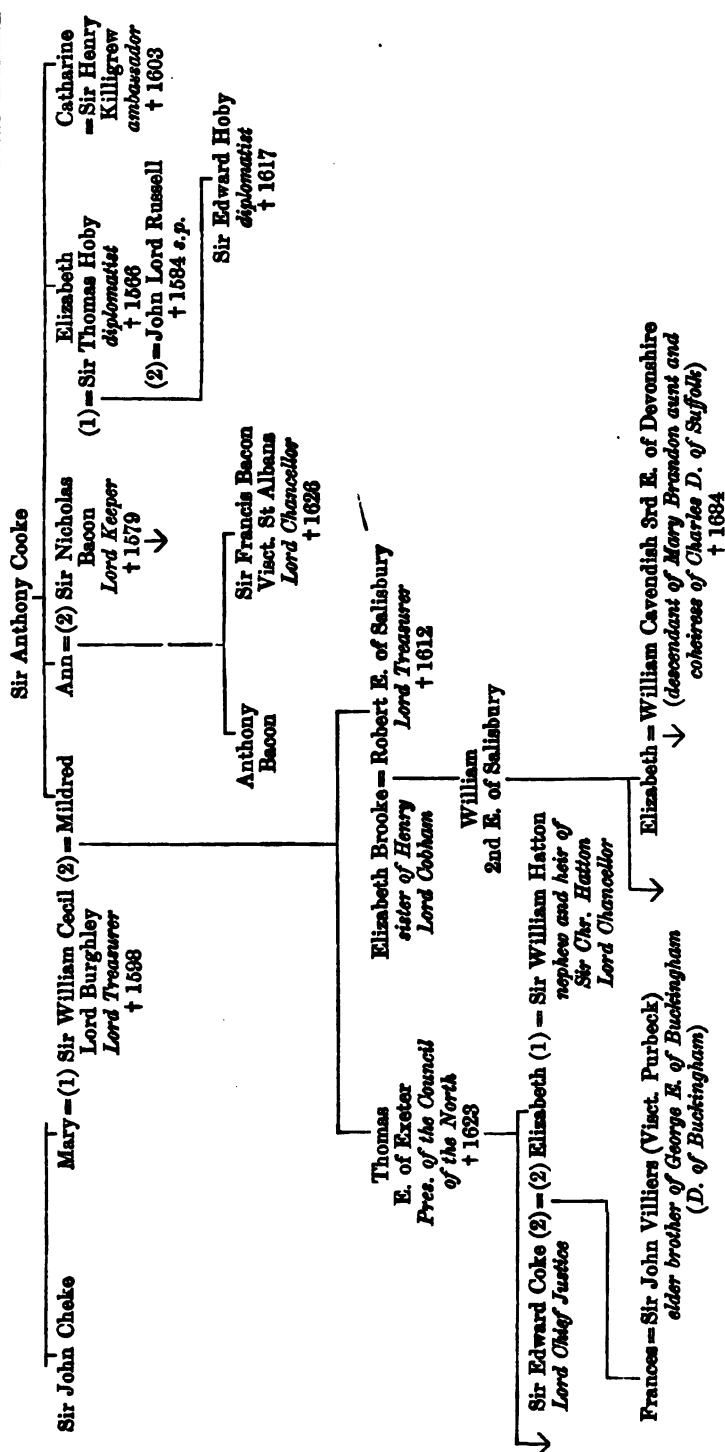 Sir Anthony Cooke
Sir John Cheke
Mary = (1) Sir William Cecil (2) = Mildred
Lord Burghley
Lord Treasurer
† 1598
Ann = (2) Sir Nicholas
Bacon
Lord Keeper
† 1579
Elizabeth
(1) = Sir Thomas Hoby
diplomatist
† 1566
(2) = John Lord Russell
† 1584 s.p.
Catharine
= Sir Henry
Killigrew
ambassador
† 1603
Anthony
Bacon
Sir Francis Bacon
Visct. St Albans
Lord Chancellor
† 1626
Sir Edward Hoby
diplomatist
† 1617
Thomas
E. of Exeter
Pres. of the Council
of the North
† 1623
Elizabeth Brooke = Robert E. of Salisbury
sister of Henry
Lord Cobham
Lord Treasurer
† 1612
William
2nd E. of Salisbury
Sir Edward Coke (2) = (2) Elizabeth (1) = Sir William Hatton
Lord Chief Justice
nephew and heir of
Sir Chr. Hatton
Lord Chancellor
Elizabeth = William Cavendish 3rd E. of Devonshire
(descendant of Mary Brandon aunt and
coheiress of Charles D. of Suffolk)
† 1684
Frances = Sir John Villiers (Visct. Purbeck)
elder brother of George E. of Buckingham
(D. of Buckingham)